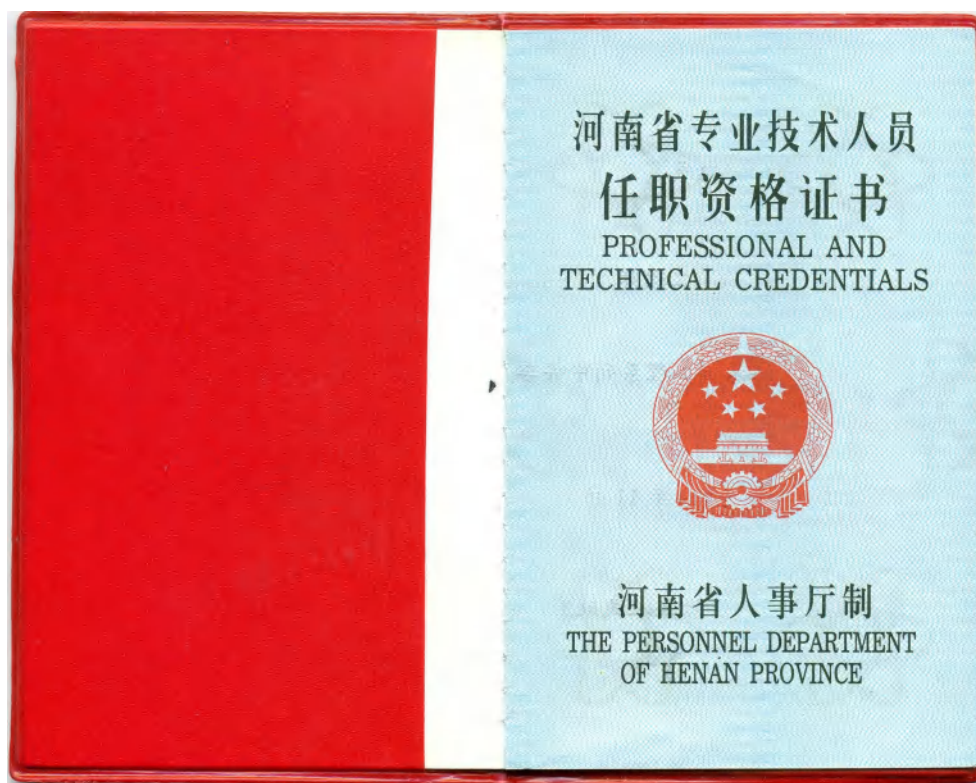 河南省专业技术人员
任职资格证书
PROFESSIONAL AND
TECHNICAL CREDENTIALS
河南省人事厅制
THE PERSONNEL DEPARTMENT
OF HENAN PROVINCE